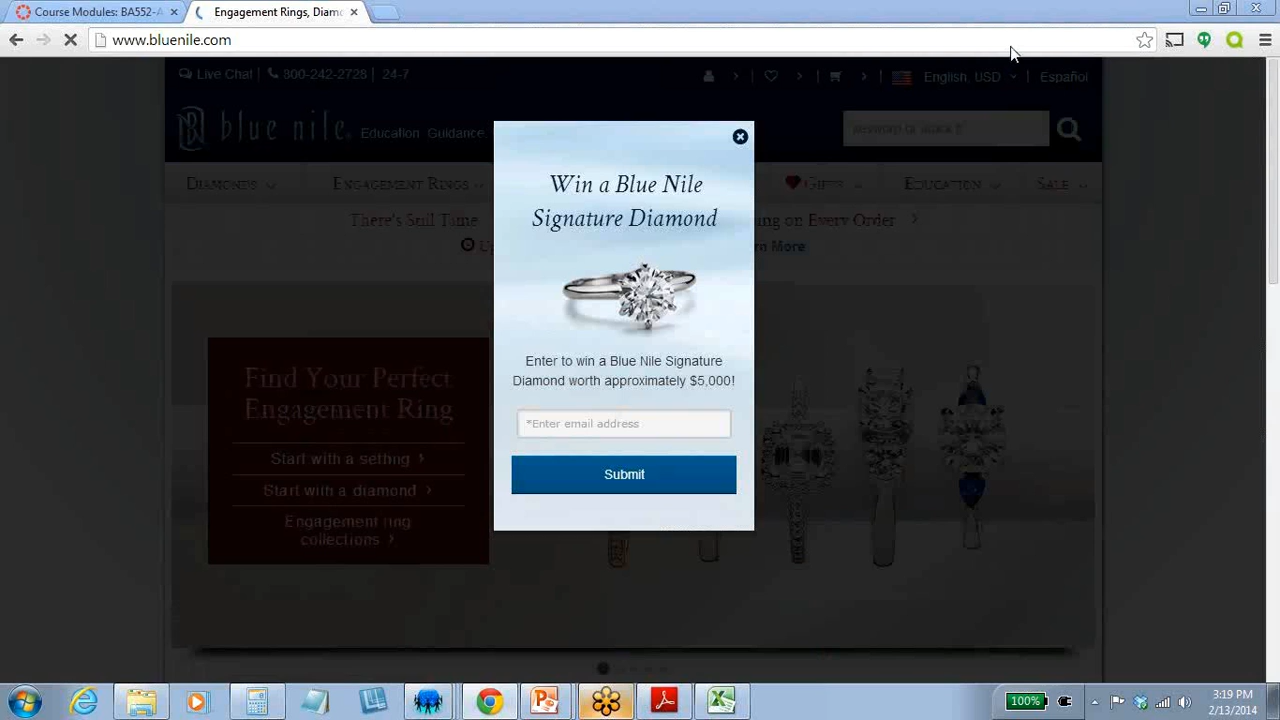 Course Modules: BA552-A
Engagement Rings, Diamo
www.bluenile.com
Live Chat | 800-242-2728 | 24-7
English, USD
Español
blue nile. Education. Guidance.
DIAMONDS
ENGAGEMENT RINGS
GIFTS
EDUCATION
SALE
There's Still Time
ng on Every Order
Up
rn More
Win a Blue Nile
Signature Diamond
Enter to win a Blue Nile Signature
Diamond worth approximately $5,000!
*Enter email address
Submit
Find Your Perfect
Engagement Ring
Start with a setting
Start with a diamond
Engagement ring
collections
100%
3:19 PM
2/13/2014